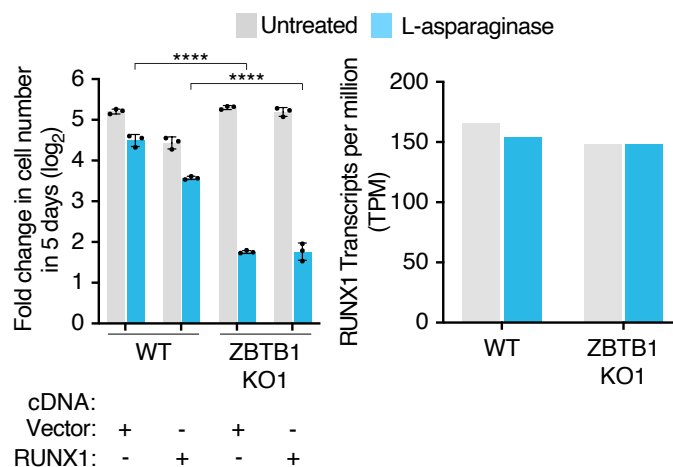 Untreated L-asparaginase
**** ****
Fold change in cell number
in 5 days (log2)
6
5
4
3
2
1
0
WT ZBTB1
KO1
cDNA:
Vector: + - + -
RUNX1: - + - +
RUNX1 Transcripts per million
(TPM)
200
150
100
50
0
WT ZBTB1
KO1